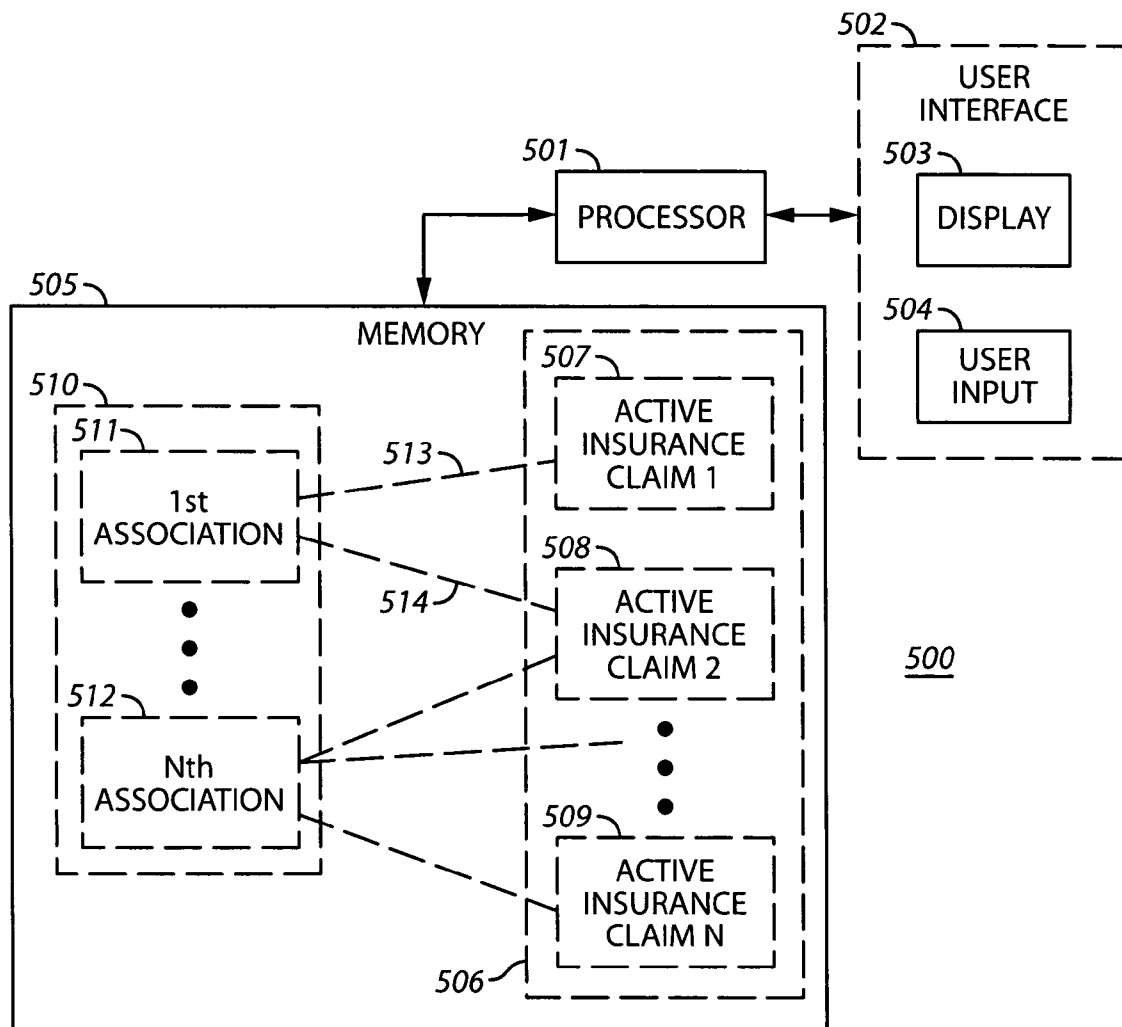 502
USER
INTERFACE
501
PROCESSOR
503
DISPLAY
504
USER
INPUT
505
MEMORY
510
511
1st
ASSOCIATION
513
514
512
Nth
ASSOCIATION
507
ACTIVE
INSURANCE
CLAIM 1
508
ACTIVE
INSURANCE
CLAIM 2
509
ACTIVE
INSURANCE
CLAIM N
506
500